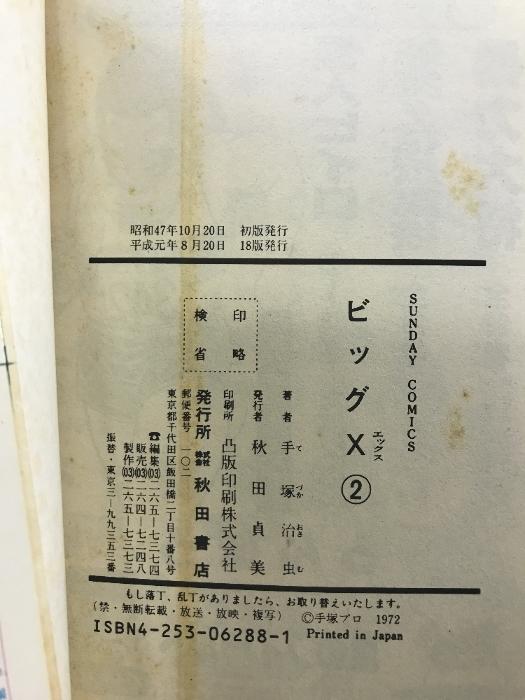 昭和47年10月20日　初版発行
平成元年8月20日　18版発行
SUNDAY COMICS
ビッグX ②
エックス
著者　手塚治虫
てづかおさむ
発行者　秋田貞美
印刷所　凸版印刷株式会社
検印省略
発行所　株式会社　秋田書店
郵便番号　一〇二
東京都千代田区飯田橋二丁目十番八号
☎編集(03)二六五―七三七四
販売(03)二六四―七二四八
製作(03)二六五―七三七三
振替・東京三―九九三五三番
もし落丁、乱丁がありましたら、お取り替えいたします。
(禁・無断転載・放送・放映・複写)　Ⓒ手塚プロ　1972
ISBN4-253-06288-1　Printed in Japan